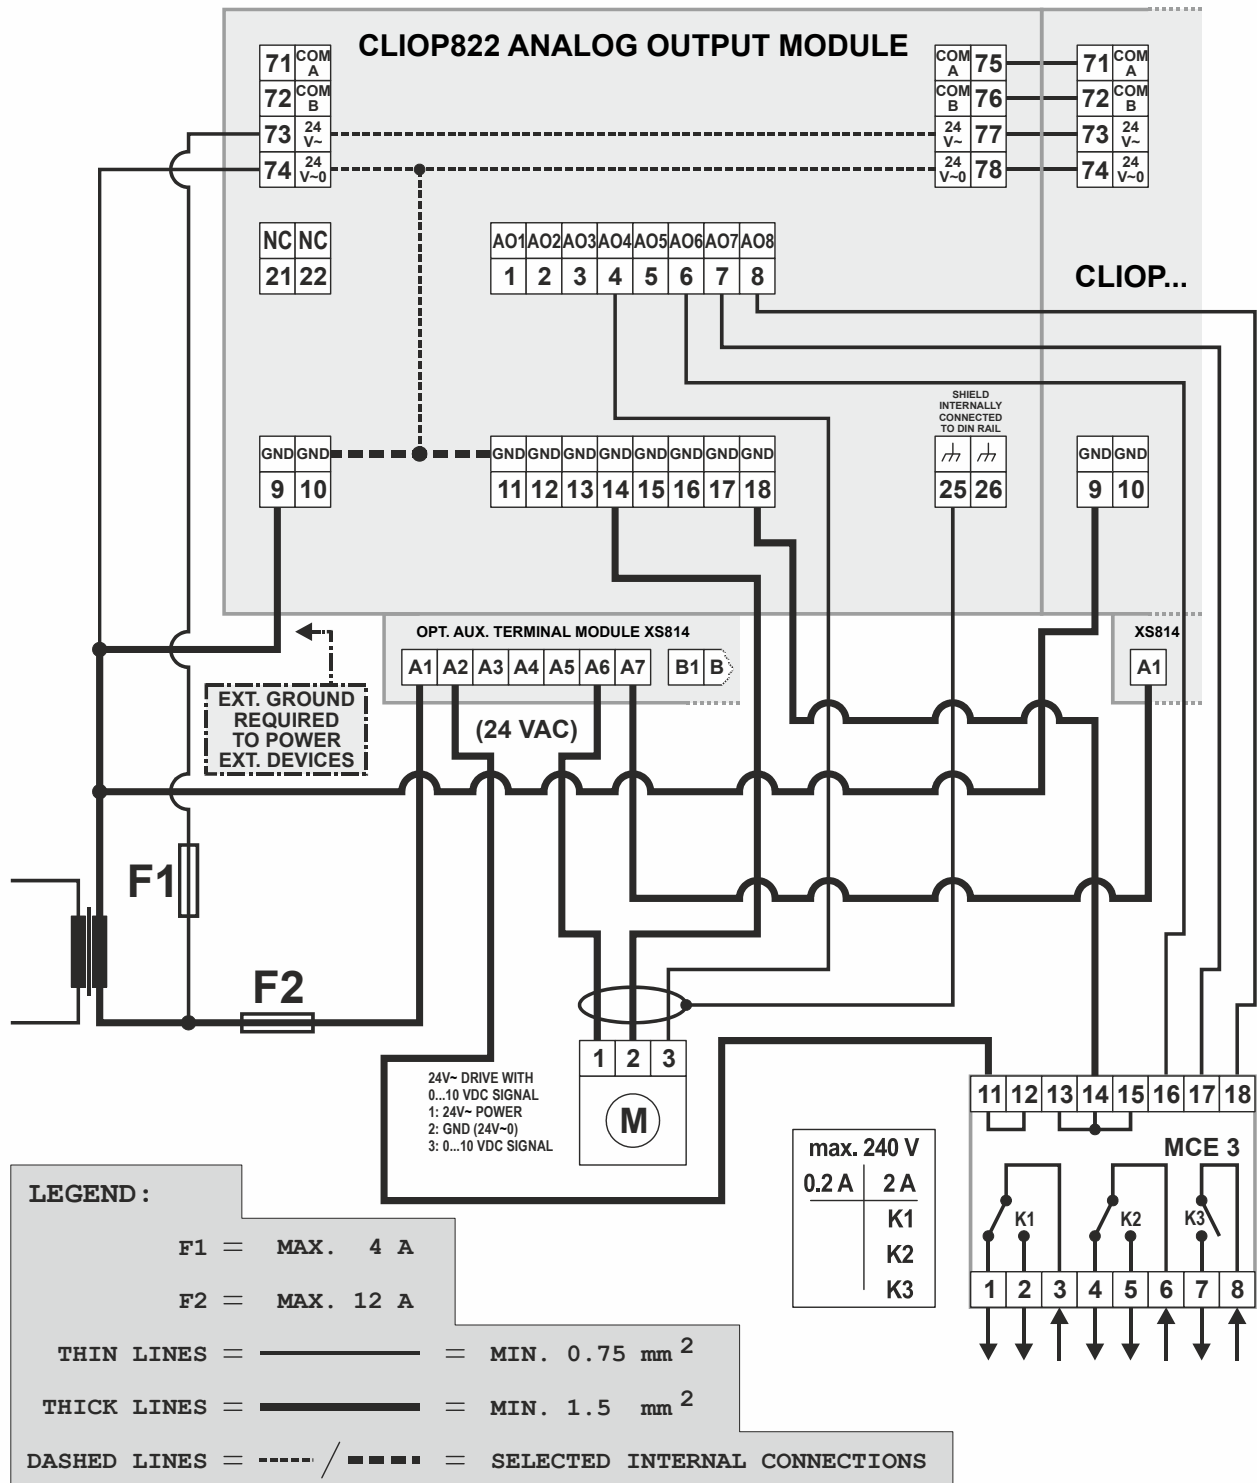 CLIOP822 ANALOG OUTPUT MODULE
71 COM A
72 COM B
73 24 V~
74 24 V~0
COM A 75
COM B 76
24 V~ 77
24 V~0 78
71 COM A
72 COM B
73 24 V~
74 24 V~0
NC NC
21 22
AO1 AO2 AO3 AO4 AO5 AO6 AO7 AO8
1 2 3 4 5 6 7 8
CLIOP...
SHIELD
INTERNALLY
CONNECTED
TO DIN RAIL
GND GND
9 10
GND GND GND GND GND GND GND GND
11 12 13 14 15 16 17 18
25 26
GND GND
9 10
OPT. AUX. TERMINAL MODULE XS814
A1 A2 A3 A4 A5 A6 A7 B1 B
XS814
A1
EXT. GROUND
REQUIRED
TO POWER
EXT. DEVICES
(24 VAC)
F1
F2
1 2 3
M
24V~ DRIVE WITH
0...10 VDC SIGNAL
1: 24V~ POWER
2: GND (24V~0)
3: 0...10 VDC SIGNAL
11 12 13 14 15 16 17 18
MCE 3
K1 K2 K3
1 2 3 4 5 6 7 8
max. 240 V
0.2 A 2 A
K1
K2
K3
LEGEND:
F1 = MAX. 4 A
F2 = MAX. 12 A
THIN LINES = = MIN. 0.75 mm²
THICK LINES = = MIN. 1.5 mm²
DASHED LINES = / = SELECTED INTERNAL CONNECTIONS